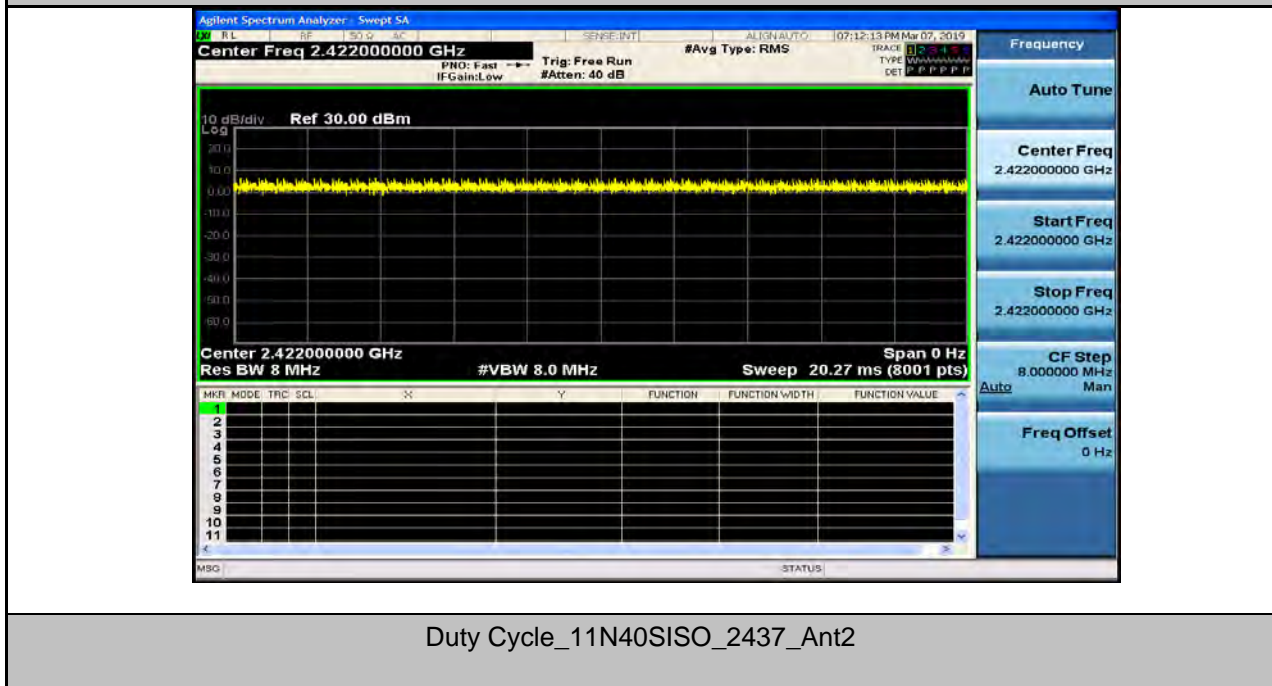 Agilent Spectrum Analyzer - Swept SA
LXI RL RF 50 Ω AC SENSE:INT ALIGN AUTO 07:12:13 PM Mar 07, 2019
Center Freq 2.422000000 GHz
PNO: Fast
IFGain:Low
Trig: Free Run
#Atten: 40 dB
#Avg Type: RMS
TRACE 1 2 3 4 5 6
TYPE
DET P P P P P P
10 dB/div Ref 30.00 dBm
Log
20.0
10.0
0.00
-10.0
-20.0
-30.0
-40.0
-50.0
-60.0
Center 2.422000000 GHz Span 0 Hz
Res BW 8 MHz #VBW 8.0 MHz Sweep 20.27 ms (8001 pts)
MKR MODE TRC SCL X Y FUNCTION FUNCTION WIDTH FUNCTION VALUE
1
2
3
4
5
6
7
8
9
10
11
MSG STATUS
Frequency
Auto Tune
Center Freq
2.422000000 GHz
Start Freq
2.422000000 GHz
Stop Freq
2.422000000 GHz
CF Step
8.000000 MHz
Auto Man
Freq Offset
0 Hz
Duty Cycle_11N40SISO_2437_Ant2